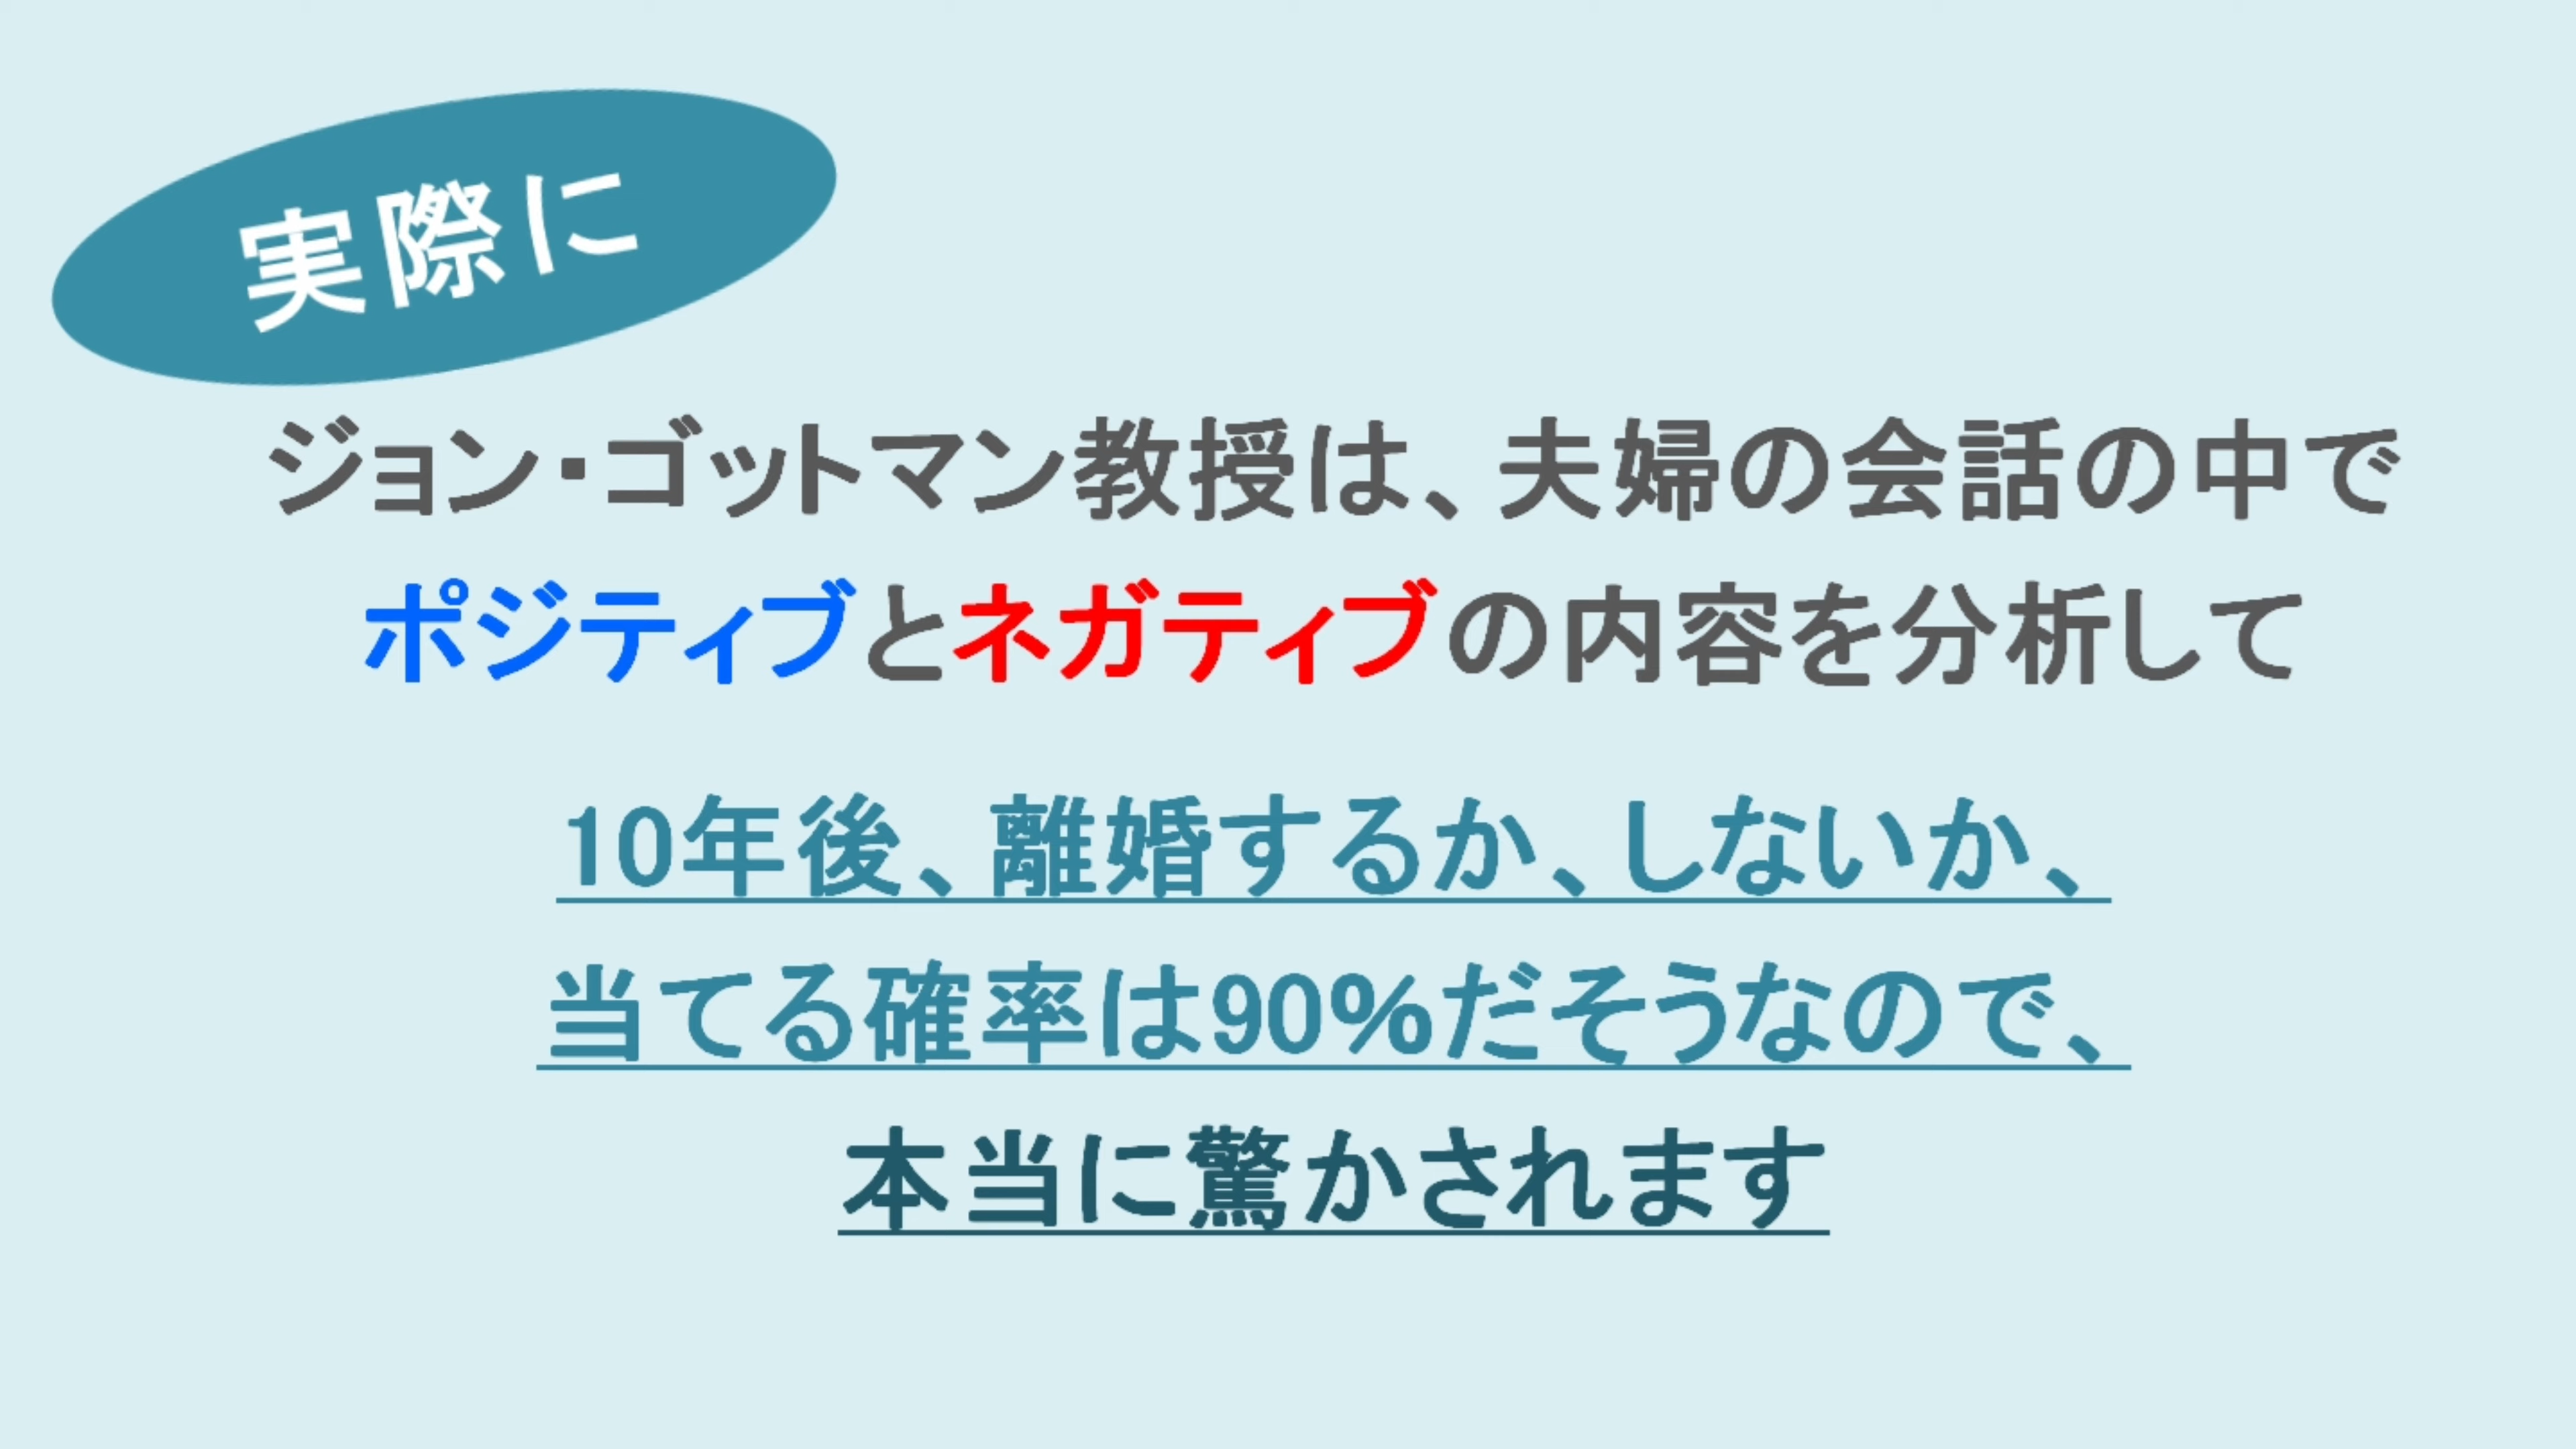 実際に
ジョン・ゴットマン教授は、夫婦の会話の中で
ポジティブとネガティブの内容を分析して
10年後、離婚するか、しないか、
当てる確率は90%だそうなので、
本当に驚かされます